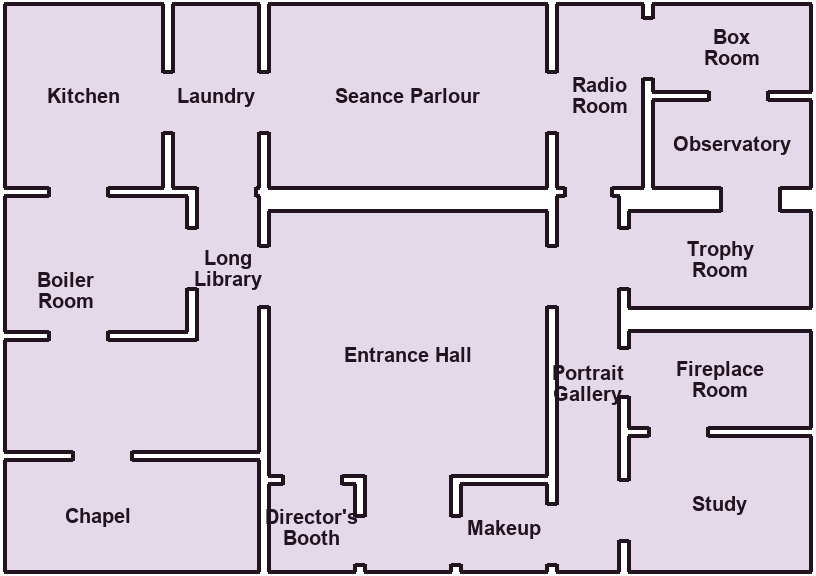 Kitchen
Laundry
Seance Parlour
Radio
Room
Box
Room
Observatory
Boiler
Room
Long
Library
Trophy
Room
Entrance Hall
Portrait
Gallery
Fireplace
Room
Chapel
Director's
Booth
Makeup
Study